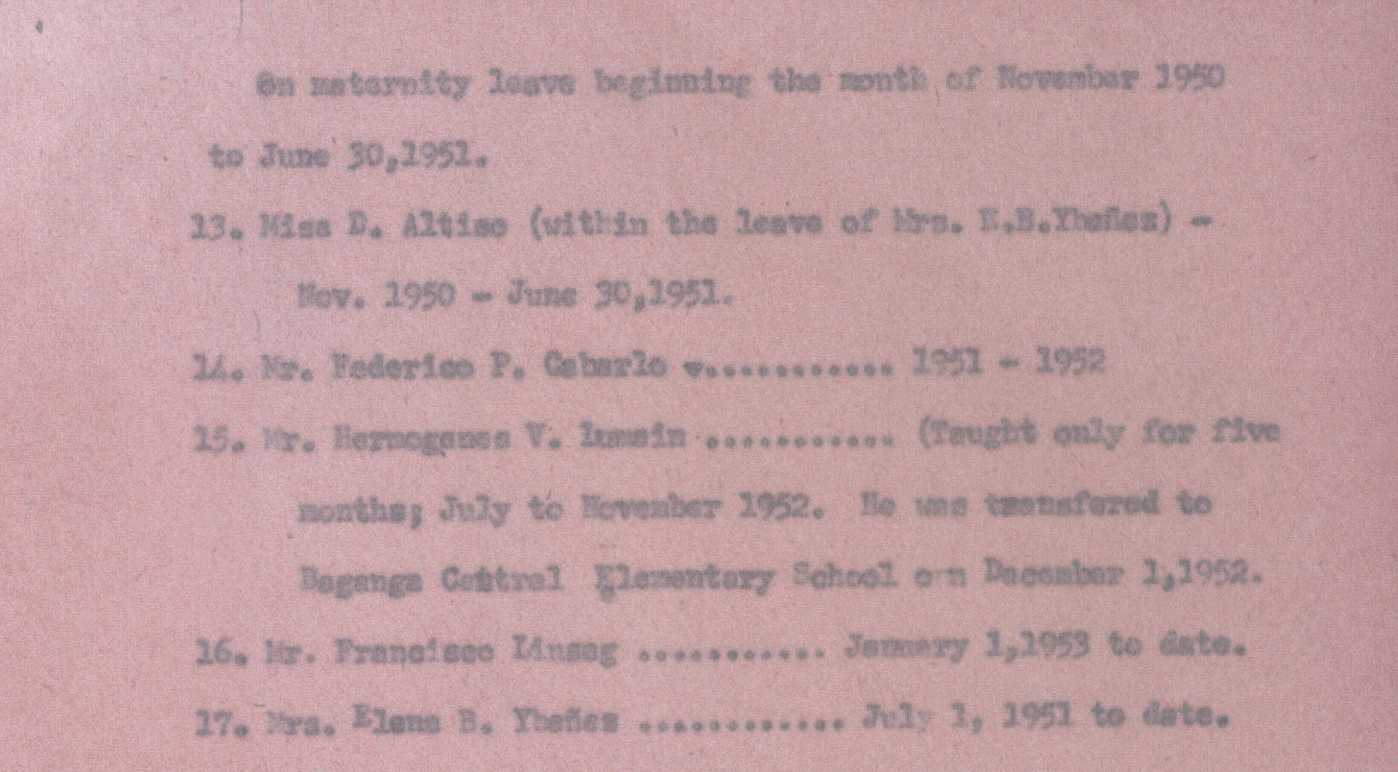 On maternity leave beginning the month of November 1950
to June 30,1951.
13. Miss D. Altiso (within the leave of Mrs. E.B.Ybañez) -
Nov. 1950 - June 30,1951.
14. Mr. Federico P. Cabarlo ............ 1951 - 1952
15. Mr. Hermogenes V. Lumain ........... (Taught only for five
months; July to November 1952. He was transfered to
Baganga Central Elementary School on December 1,1952.
16. Mr. Francisco Linsag ........... January 1,1953 to date.
17. Mrs. Elena B. Ybañez ............ July 1, 1951 to date.